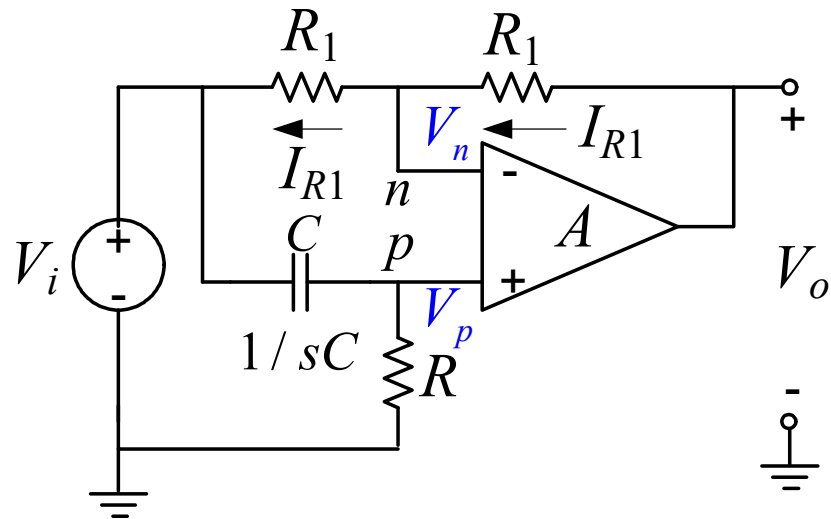 R1 R1
+
Vn
IR1 IR1
-
n
C p A
Vi + - + Vo
Vp
1 / sC R
-